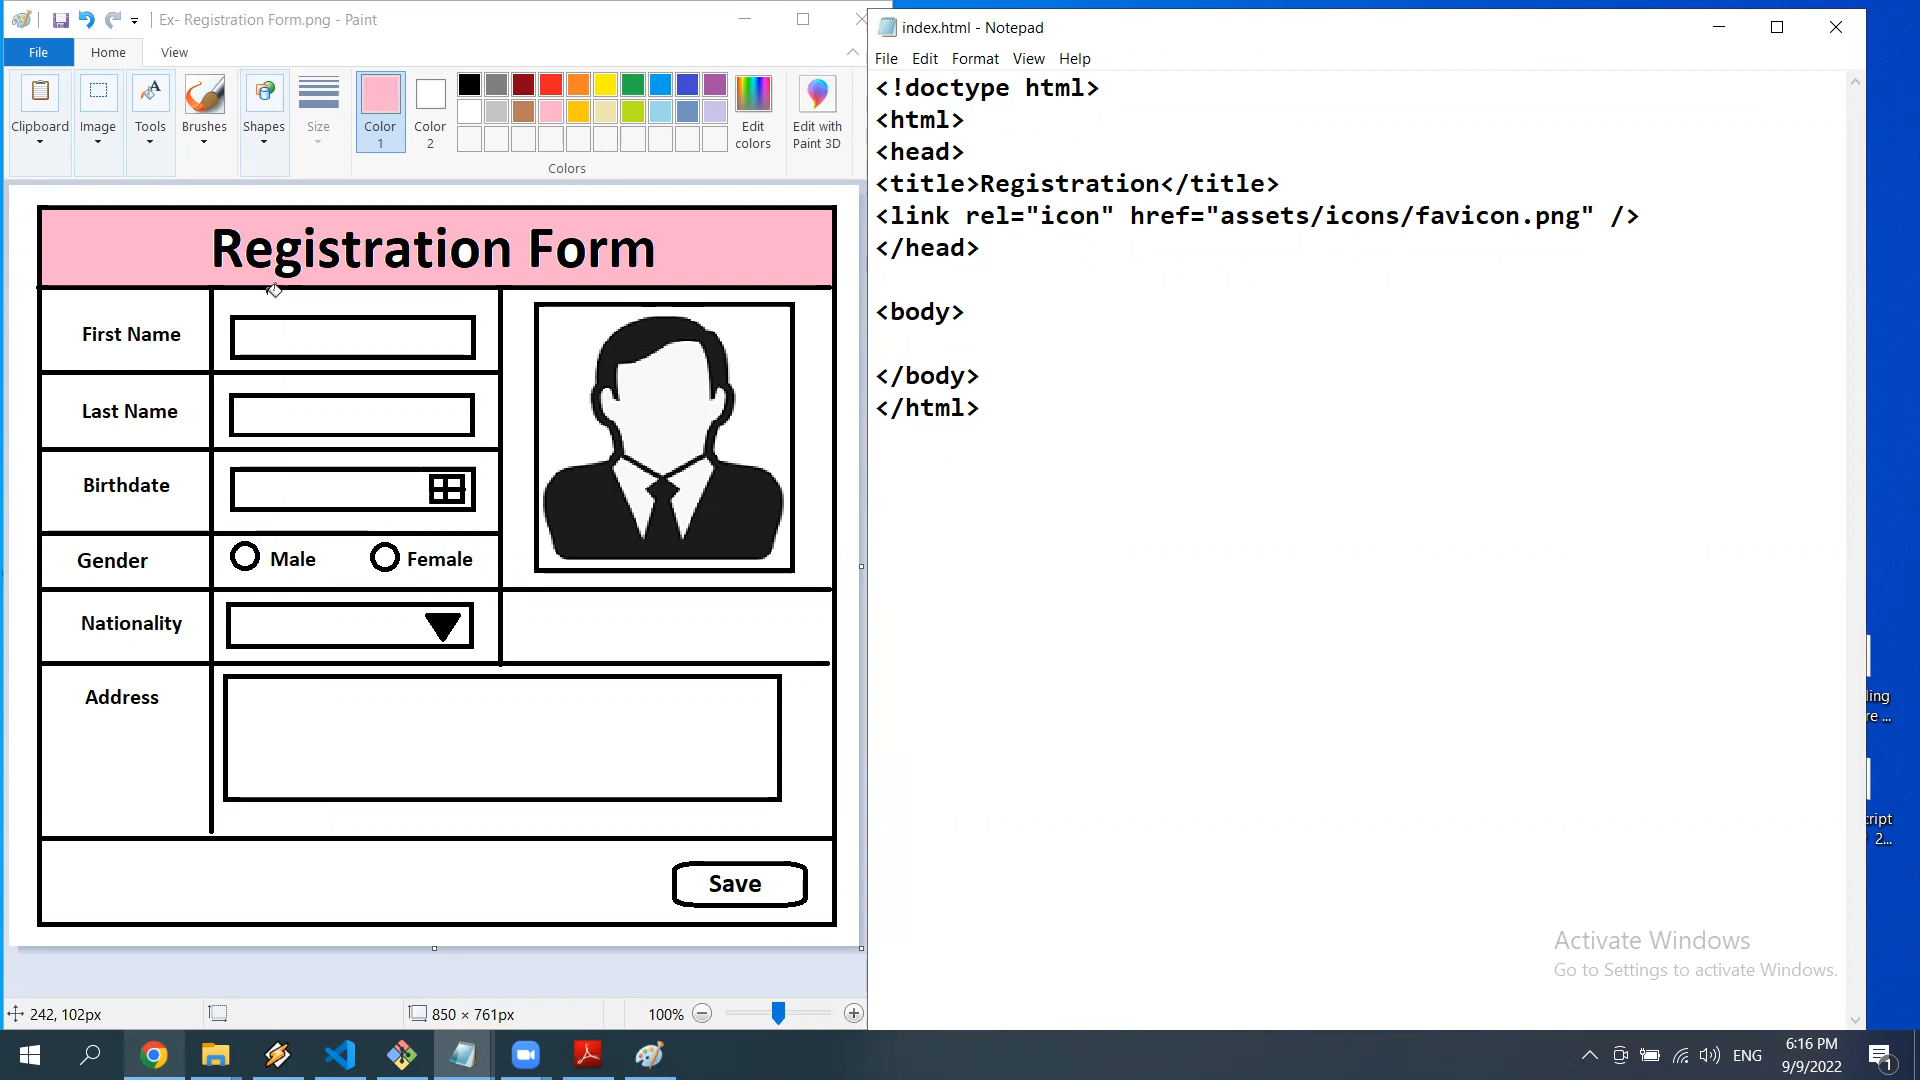 Ex- Registration Form.png - Paint
File
Home
View
Clipboard
Image
Tools
Brushes
Shapes
Size
Color
1
Color
2
Edit
colors
Edit with
Paint 3D
Colors
Registration Form
First Name
Last Name
Birthdate
Gender
Male
Female
Nationality
Address
Save
242, 102px
850 × 761px
100%
index.html - Notepad
File Edit Format View Help
<!doctype html>
<html>
<head>
<title>Registration</title>
<link rel="icon" href="assets/icons/favicon.png" />
</head>
<body>
</body>
</html>
Activate Windows
Go to Settings to activate Windows.
2...
ENG
6:16 PM
9/9/2022
1